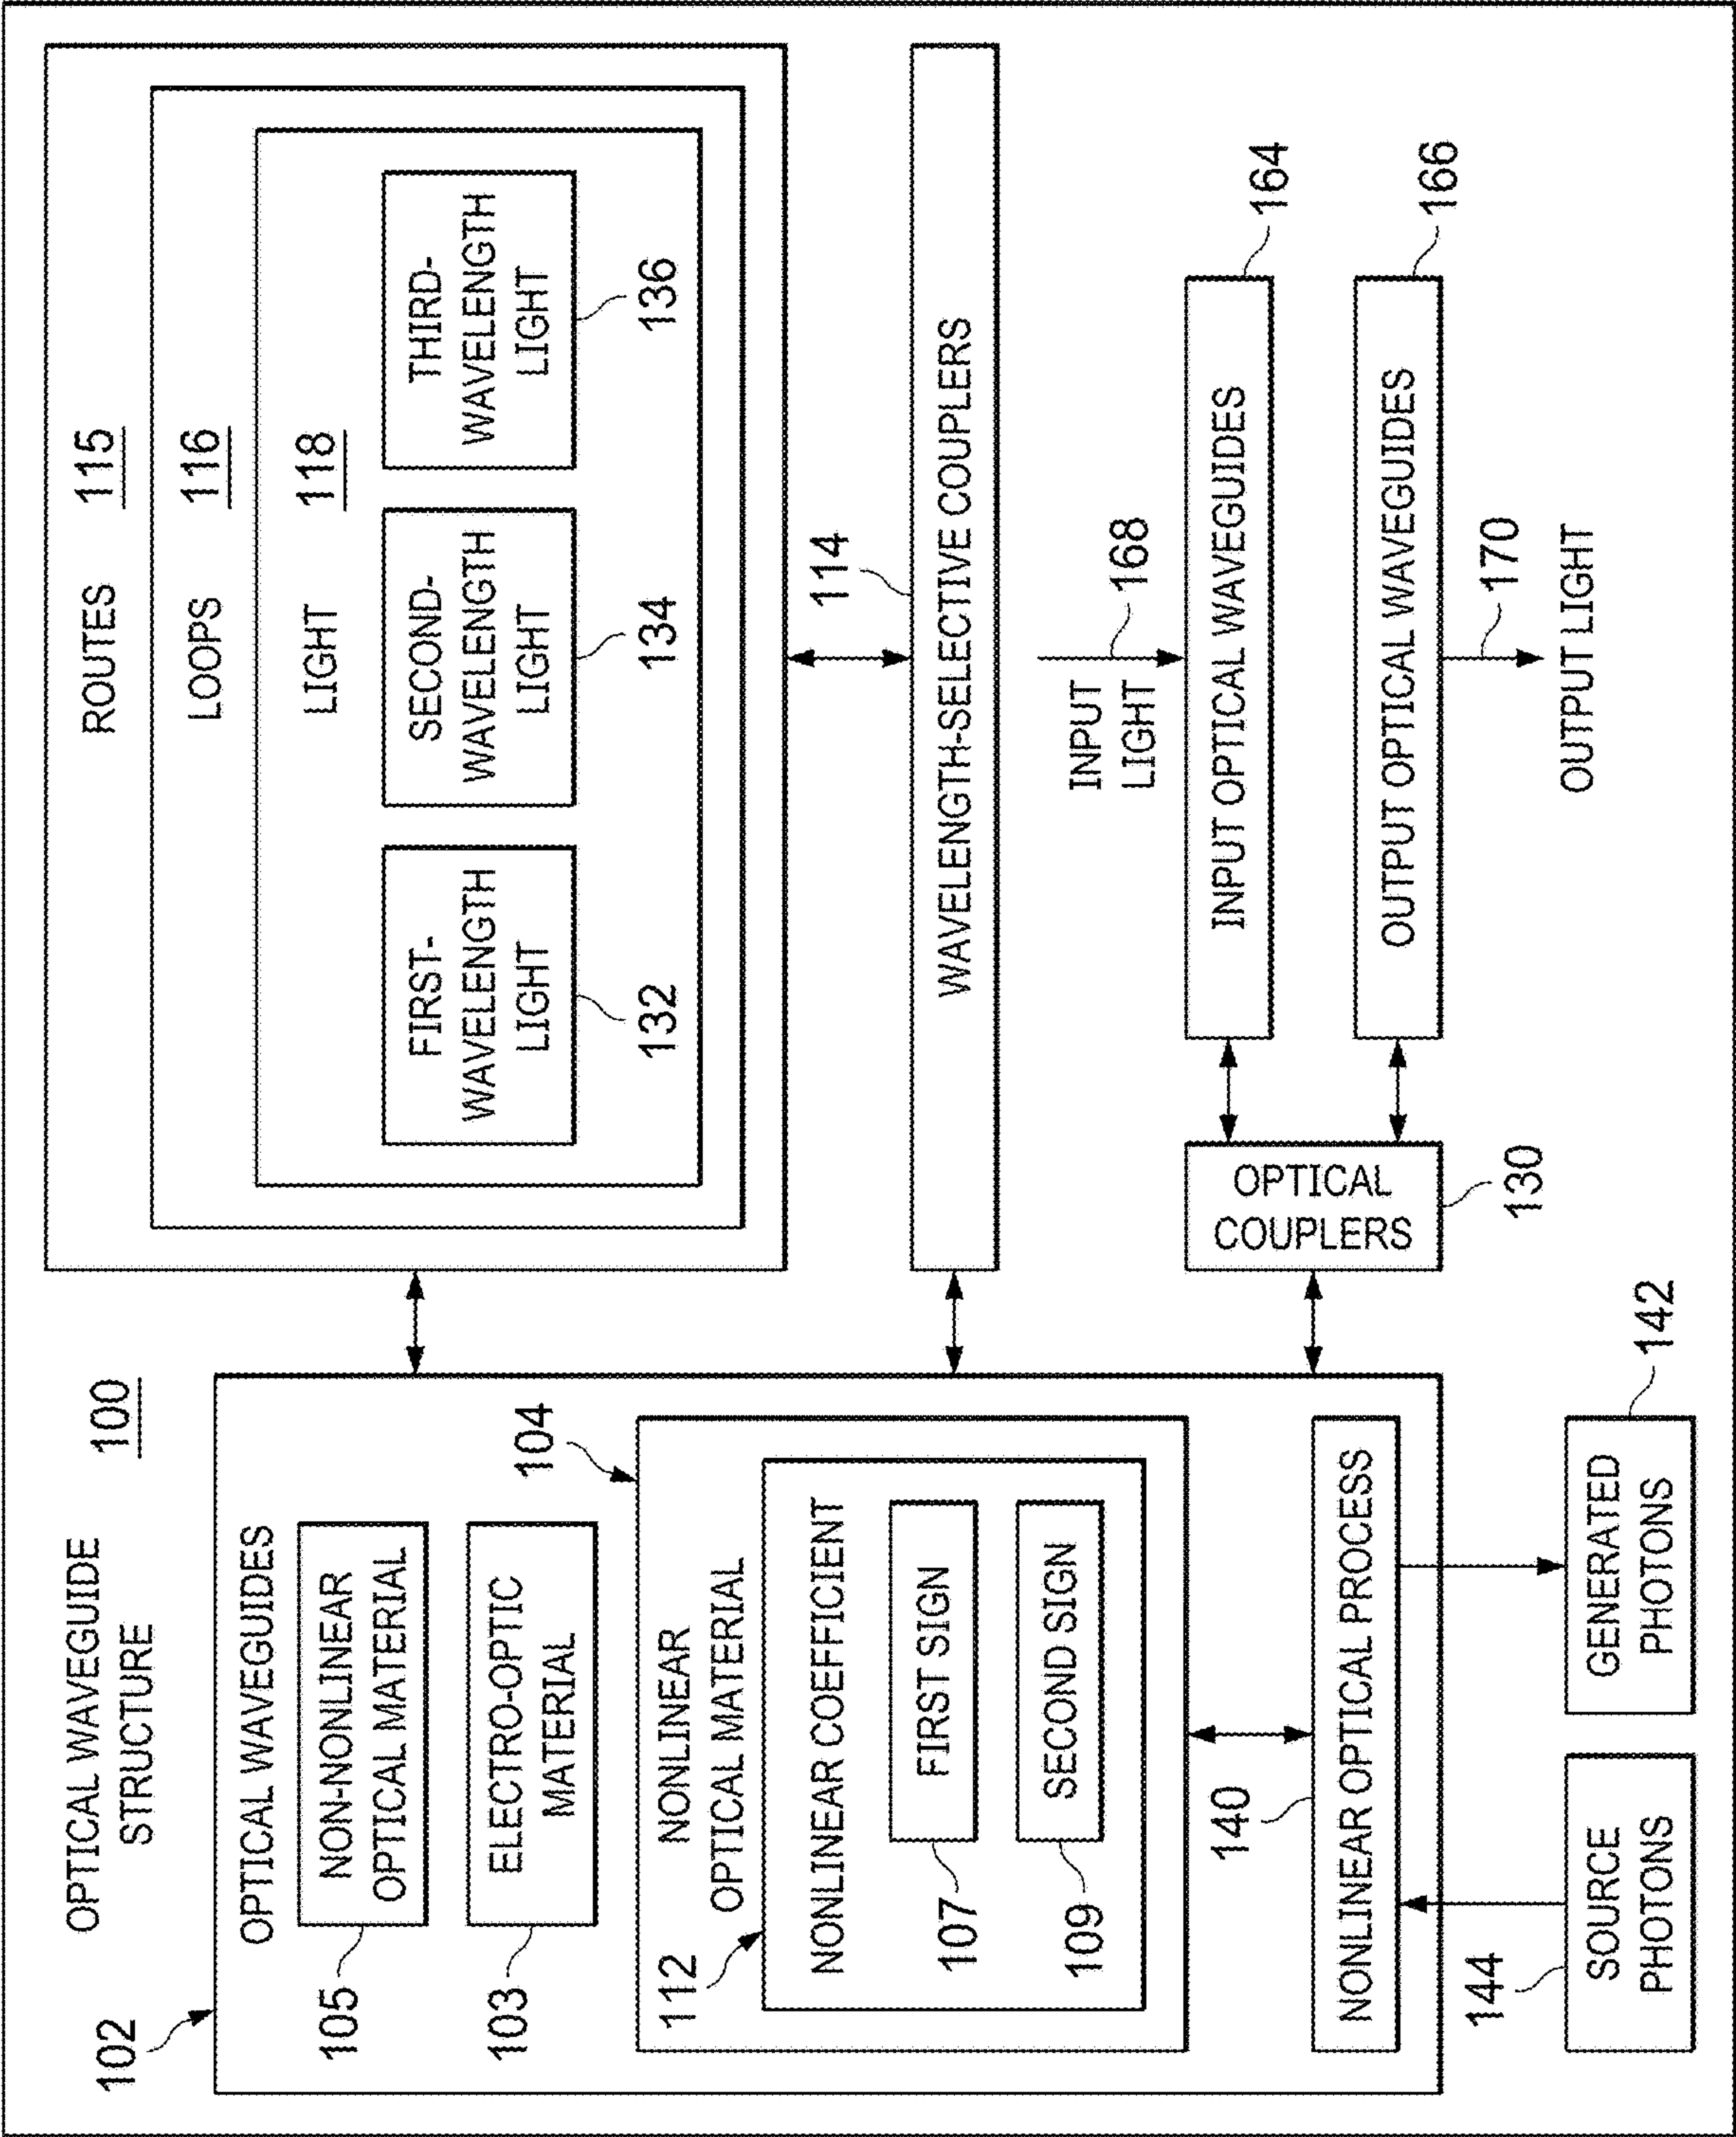 OPTICAL WAVEGUIDE
STRUCTURE
100
102
OPTICAL WAVEGUIDES
105
NON-NONLINEAR
OPTICAL MATERIAL
103
ELECTRO-OPTIC
MATERIAL
104
NONLINEAR
OPTICAL MATERIAL
112
NONLINEAR COEFFICIENT
107
FIRST SIGN
109
SECOND SIGN
140
NONLINEAR OPTICAL PROCESS
144
SOURCE
PHOTONS
GENERATED
PHOTONS
142
ROUTES
115
LOOPS
116
LIGHT
118
FIRST-
WAVELENGTH
LIGHT
132
SECOND-
WAVELENGTH
LIGHT
134
THIRD-
WAVELENGTH
LIGHT
136
114
WAVELENGTH-SELECTIVE COUPLERS
INPUT
LIGHT
168
OPTICAL
COUPLERS
130
INPUT OPTICAL WAVEGUIDES
164
OUTPUT OPTICAL WAVEGUIDES
166
170
OUTPUT LIGHT